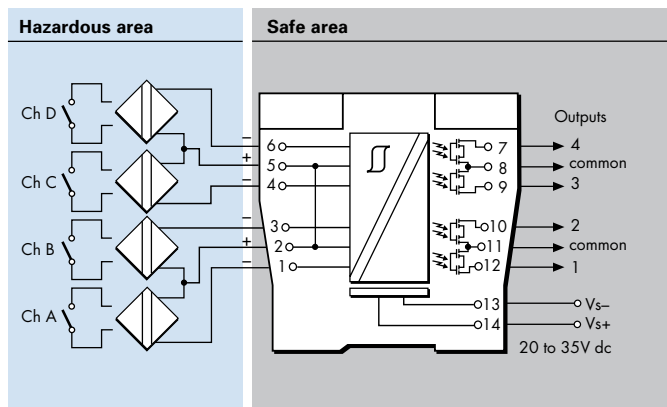 Hazardous area
Safe area
Ch D
Ch C
Ch B
Ch A
−
6
+
5
−
4
−
3
+
2
−
1
7
8
9
10
11
12
13
14
Outputs
4
common
3
2
common
1
Vs−
Vs+
20 to 35V dc